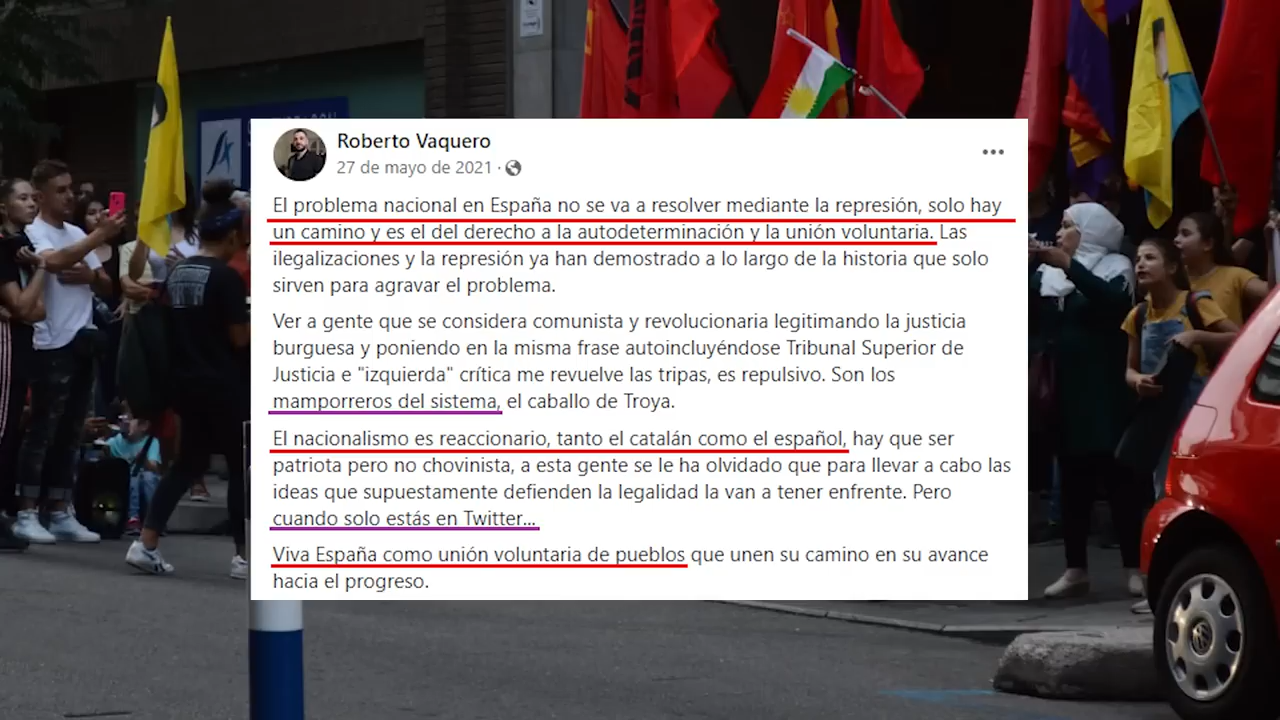 Roberto Vaquero
27 de mayo de 2021 ·
El problema nacional en España no se va a resolver mediante la represión, solo hay
un camino y es el del derecho a la autodeterminación y la unión voluntaria. Las
ilegalizaciones y la represión ya han demostrado a lo largo de la historia que solo
sirven para agravar el problema.
Ver a gente que se considera comunista y revolucionaria legitimando la justicia
burguesa y poniendo en la misma frase autoincluyéndose Tribunal Superior de
Justicia e "izquierda" crítica me revuelve las tripas, es repulsivo. Son los
mamporreros del sistema, el caballo de Troya.
El nacionalismo es reaccionario, tanto el catalán como el español, hay que ser
patriota pero no chovinista, a esta gente se le ha olvidado que para llevar a cabo las
ideas que supuestamente defienden la legalidad la van a tener enfrente. Pero
cuando solo estás en Twitter...
Viva España como unión voluntaria de pueblos que unen su camino en su avance
hacia el progreso.